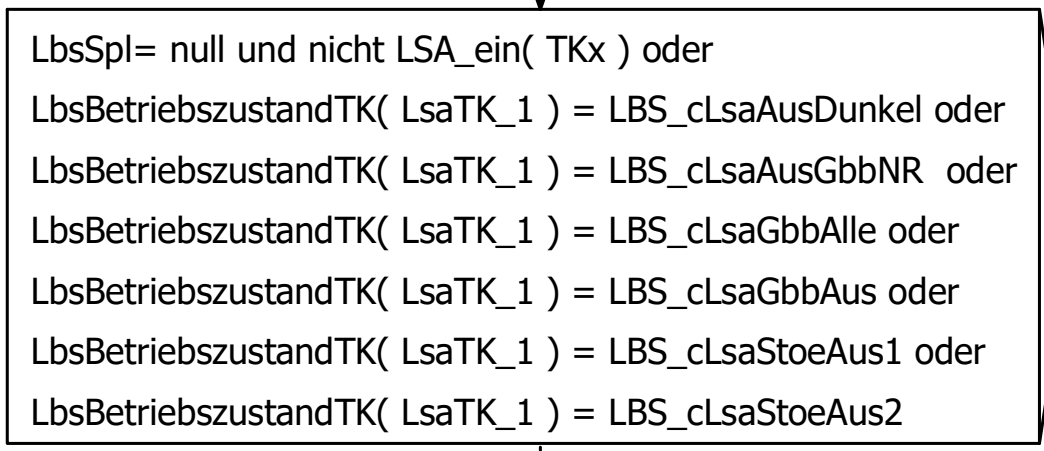 LbsSpl= null und nicht LSA_ein( TKx ) oder
LbsBetriebszustandTK( LsaTK_1 ) = LBS_cLsaAusDunkel oder
LbsBetriebszustandTK( LsaTK_1 ) = LBS_cLsaAusGbbNR  oder
LbsBetriebszustandTK( LsaTK_1 ) = LBS_cLsaGbbAlle oder
LbsBetriebszustandTK( LsaTK_1 ) = LBS_cLsaGbbAus oder
LbsBetriebszustandTK( LsaTK_1 ) = LBS_cLsaStoeAus1 oder
LbsBetriebszustandTK( LsaTK_1 ) = LBS_cLsaStoeAus2